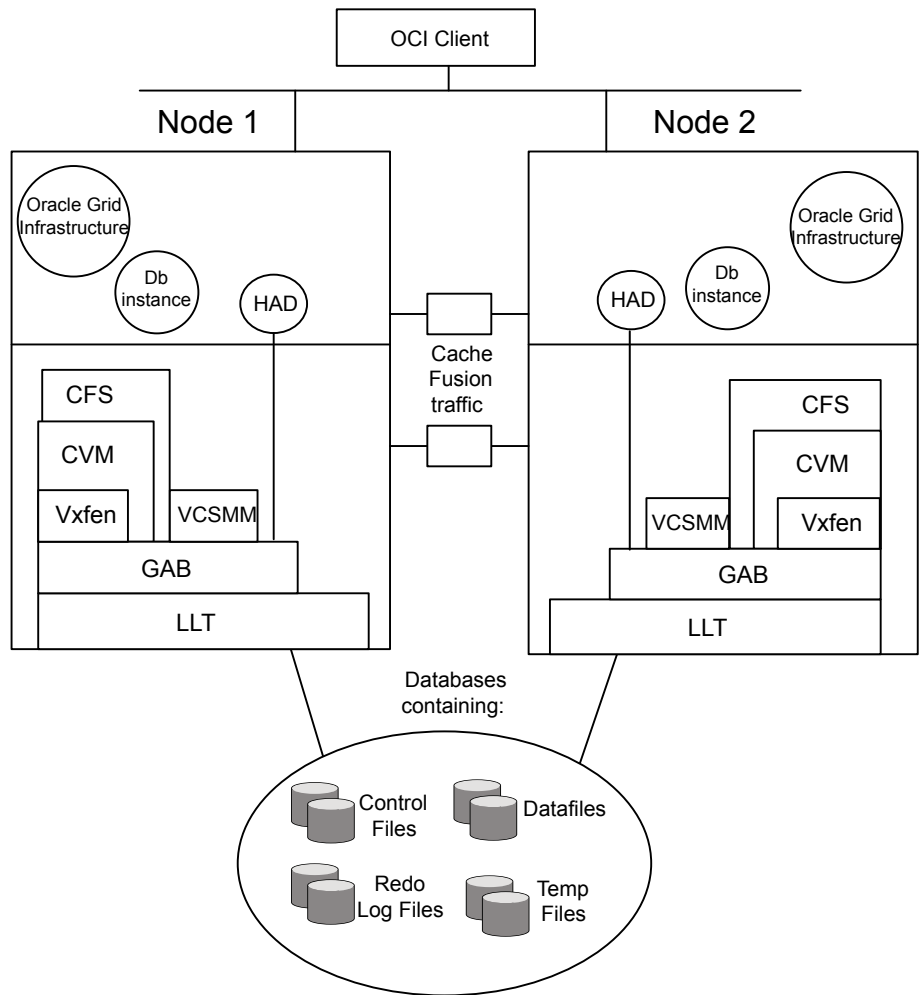 OCI Client
Node 1
Node 2
Oracle Grid
Infrastructure
Db
instance
HAD
Oracle Grid
Infrastructure
Db
instance
HAD
Cache
Fusion
traffic
CFS
CVM
Vxfen
VCSMM
GAB
LLT
CFS
CVM
VCSMM
Vxfen
GAB
LLT
Databases
containing:
Control
Files
Datafiles
Redo
Log Files
Temp
Files